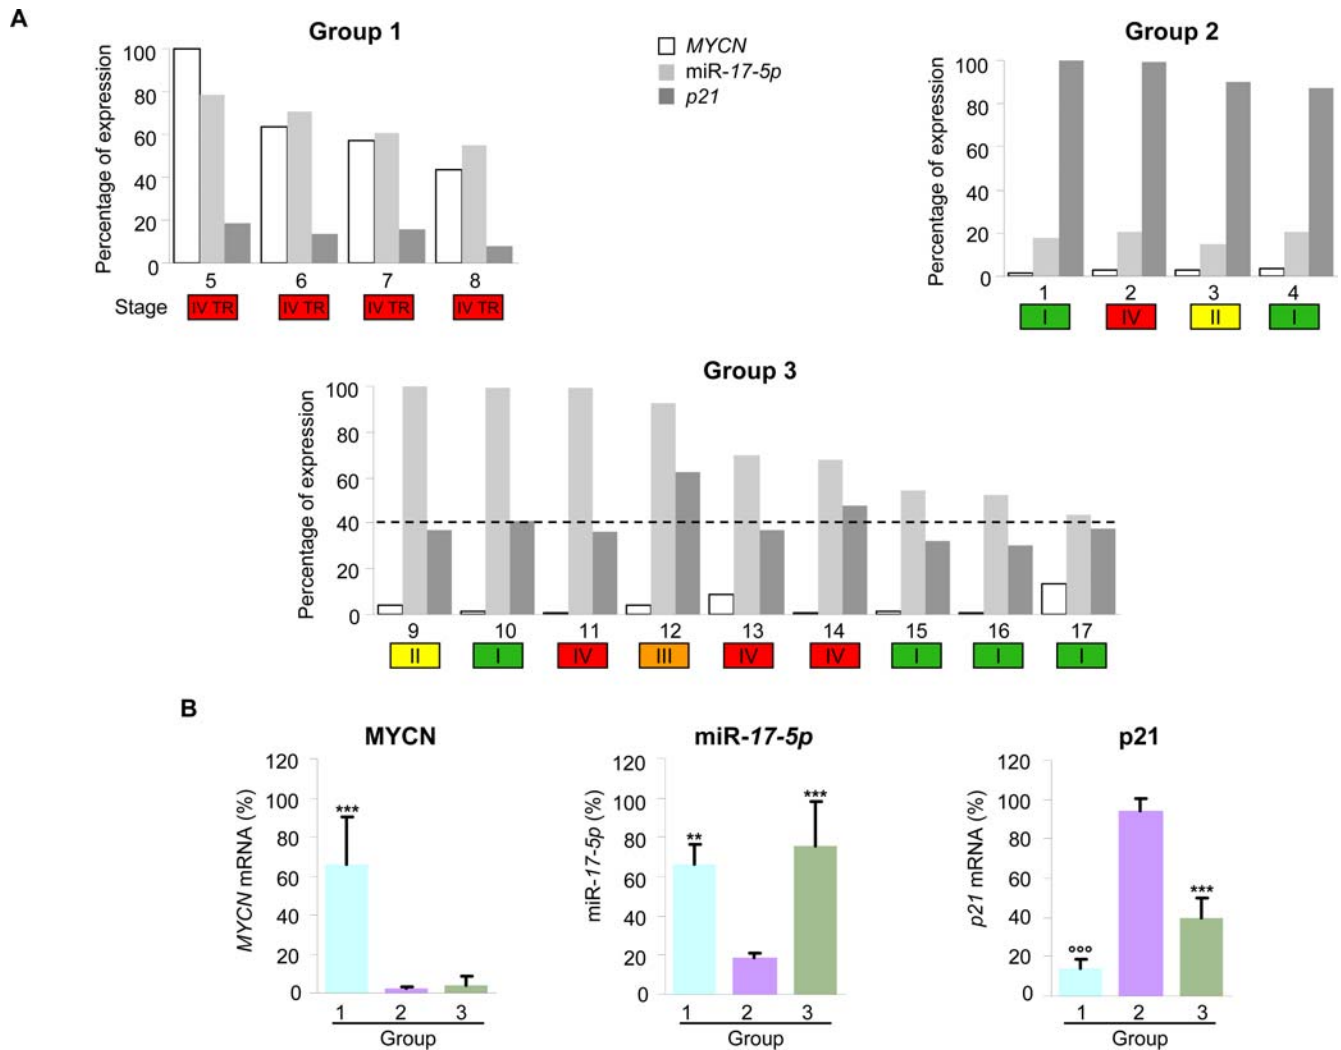 A
Group 1
Percentage of expression
100
80
60
40
20
0
5 6 7 8
Stage IV TR IV TR IV TR IV TR
MYCN
miR-17-5p
p21
Group 2
Percentage of expression
100
80
60
40
20
0
1 2 3 4
I IV II I
Group 3
Percentage of expression
100
80
60
40
20
0
9 10 11 12 13 14 15 16 17
II I IV III IV IV I I I
B
MYCN
MYCN mRNA (%)
120
100
80
60
40
20
0
***
1 2 3
Group
miR-17-5p
miR-17-5p (%)
120
100
80
60
40
20
0
** ***
1 2 3
Group
p21
p21 mRNA (%)
120
100
80
60
40
20
0
°°° ***
1 2 3
Group